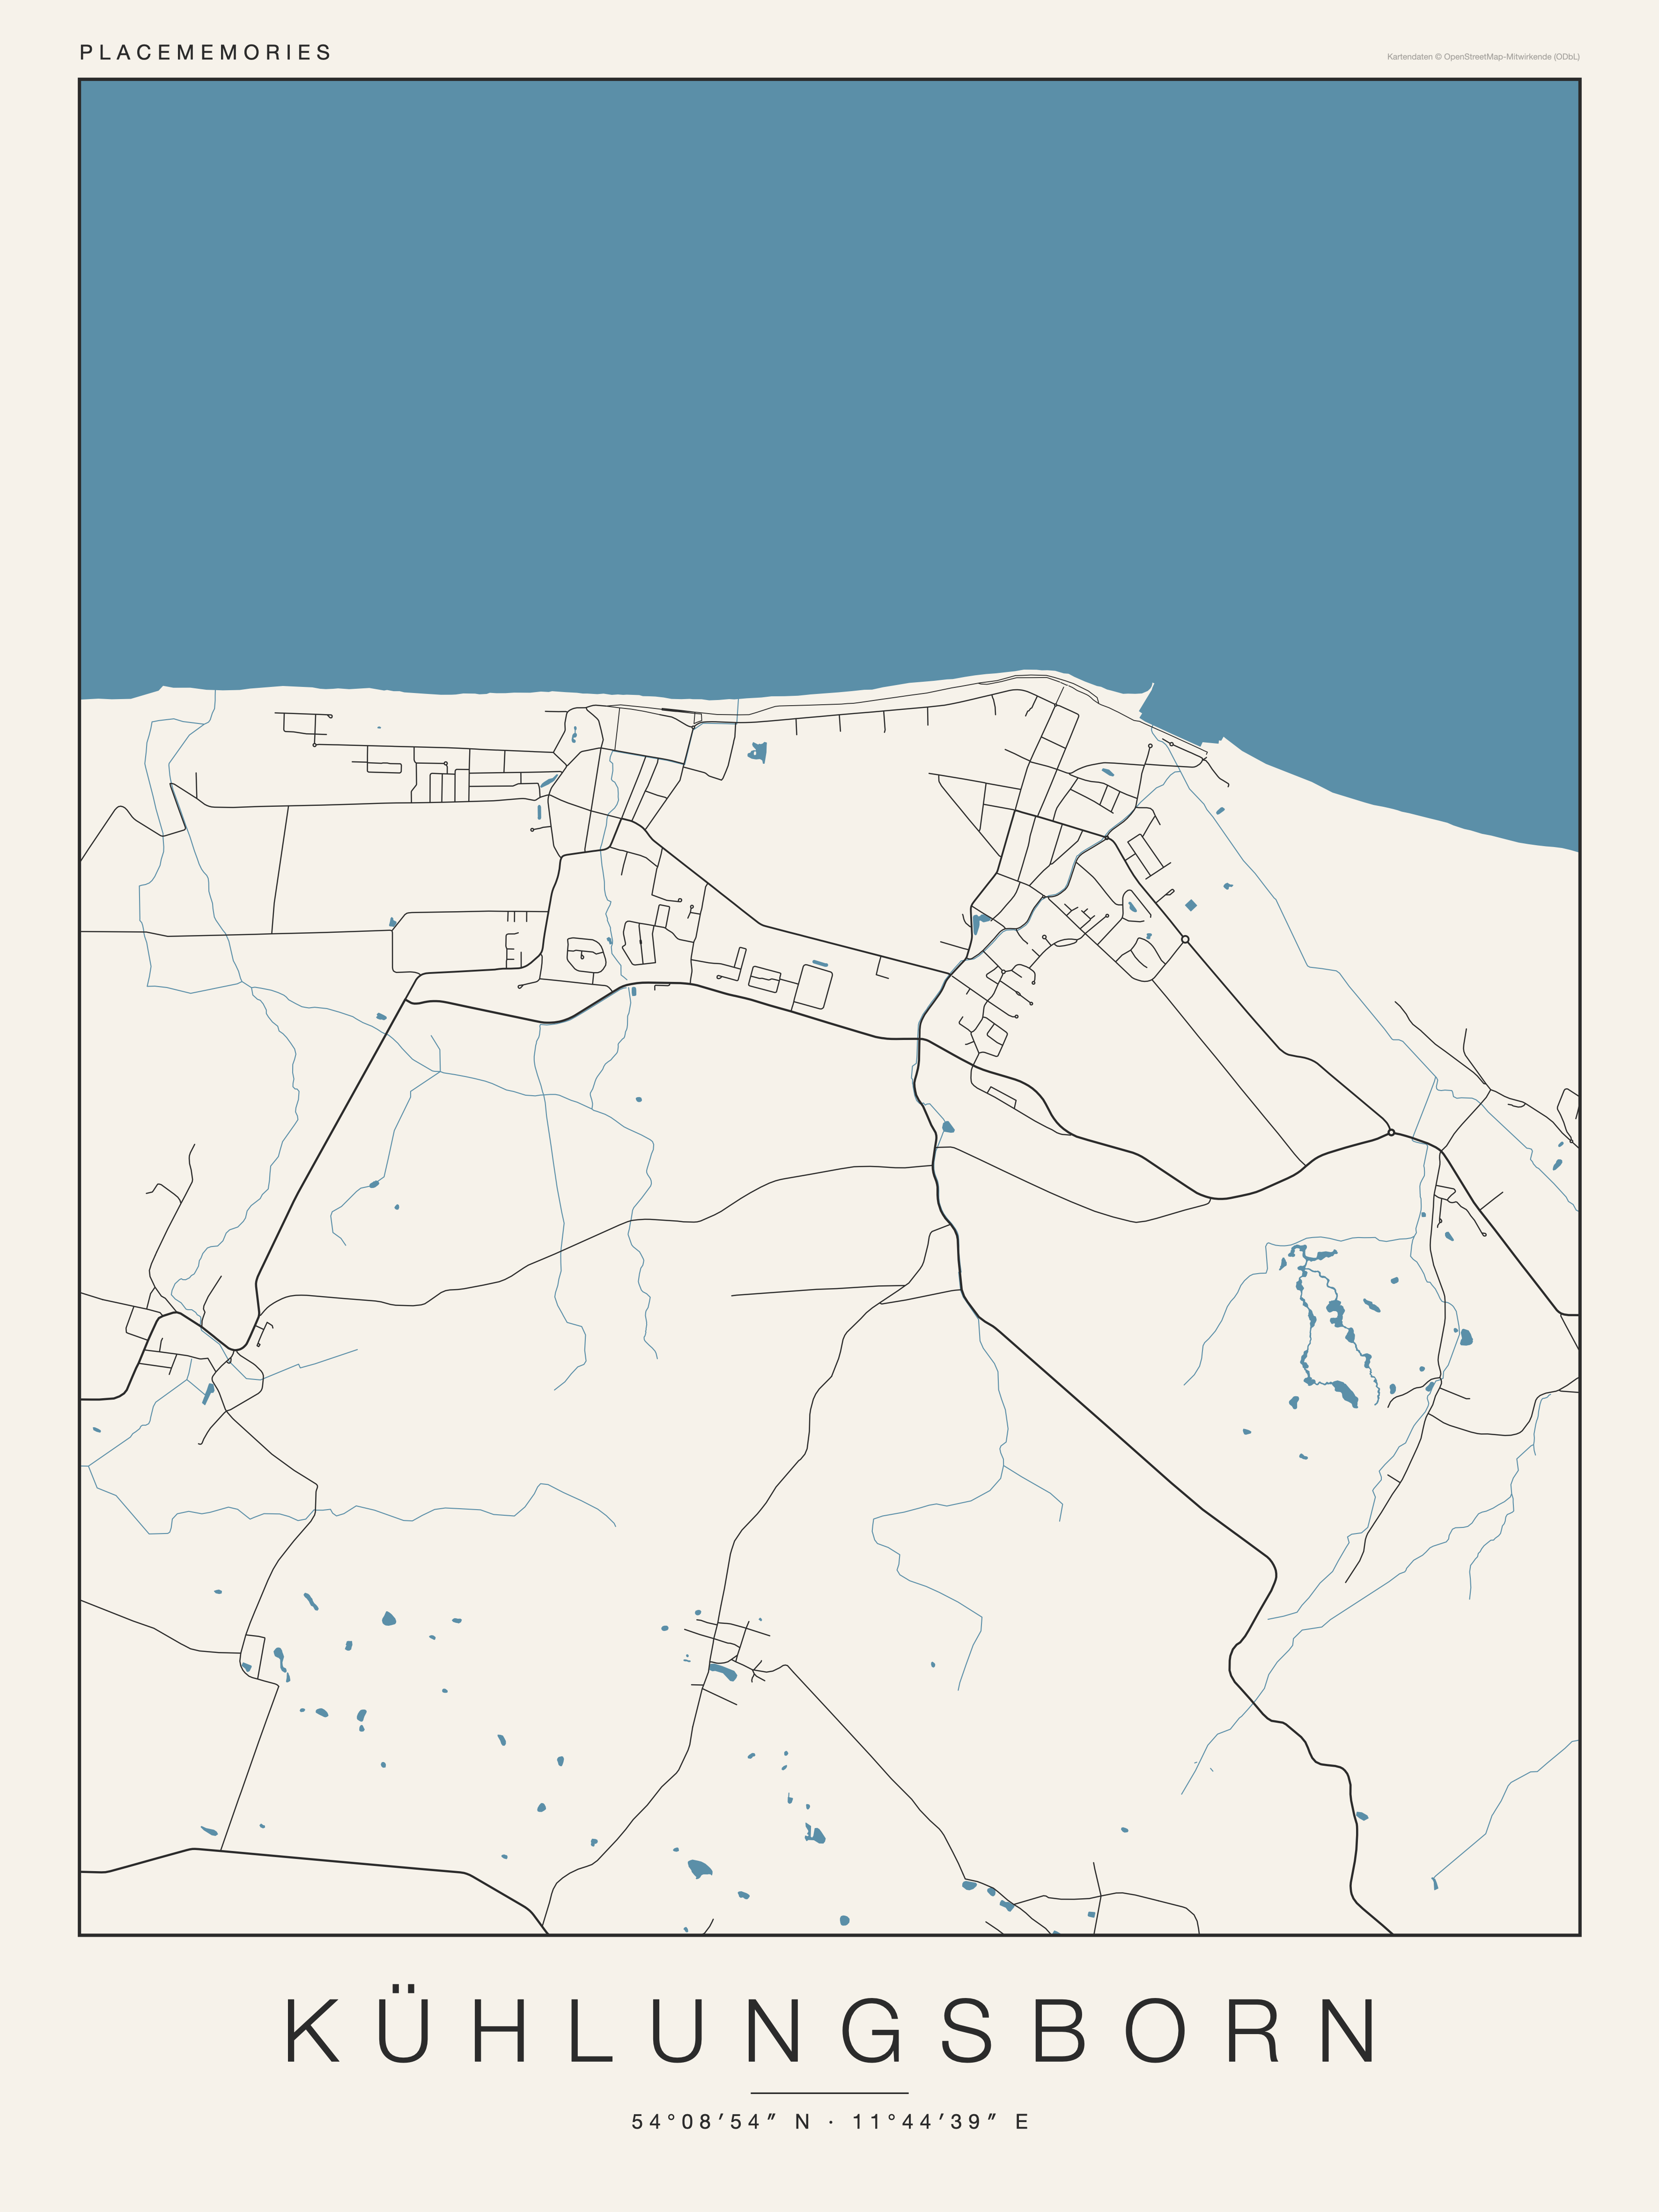 PLACEMEMORIES
Kartendaten © OpenStreetMap-Mitwirkende (ODbL)
KÜHLUNGSBORN
54°08′54″ N · 11°44′39″ E